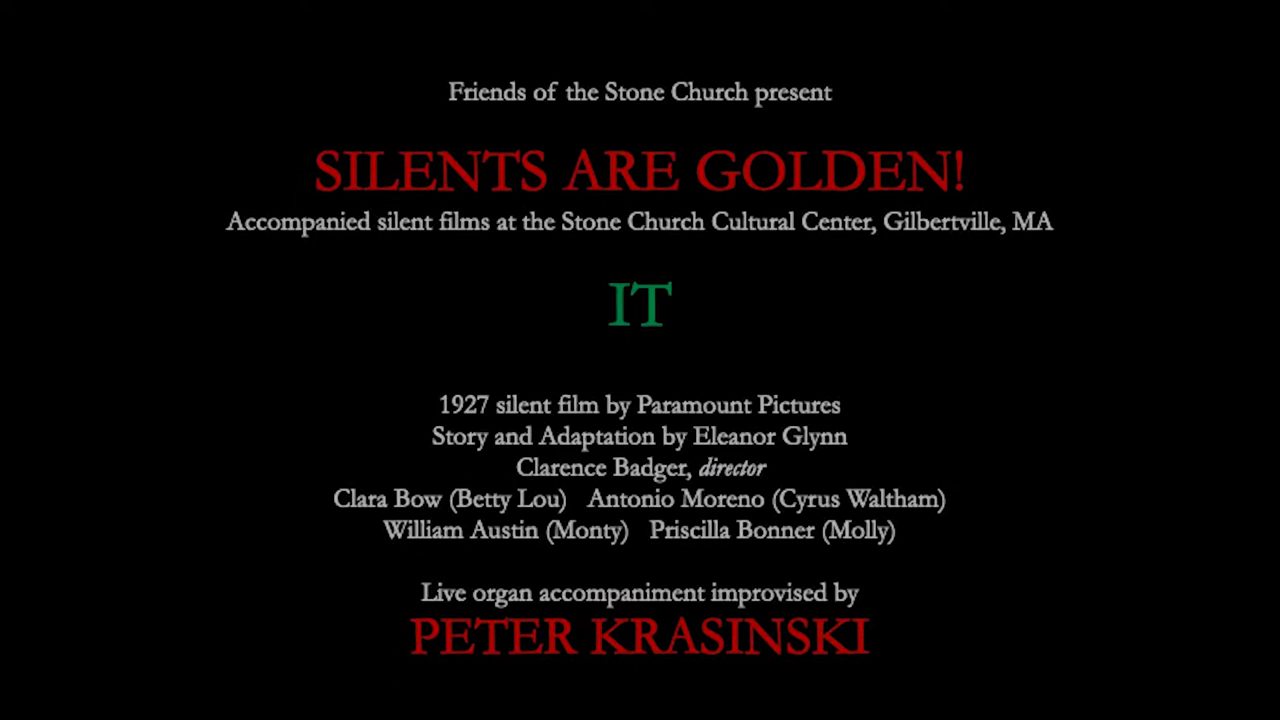 Friends of the Stone Church present
SILENTS ARE GOLDEN!
Accompanied silent films at the Stone Church Cultural Center, Gilbertville, MA
IT
1927 silent film by Paramount Pictures
Story and Adaptation by Eleanor Glynn
Clarence Badger, director
Clara Bow (Betty Lou) Antonio Moreno (Cyrus Waltham)
William Austin (Monty) Priscilla Bonner (Molly)
Live organ accompaniment improvised by
PETER KRASINSKI